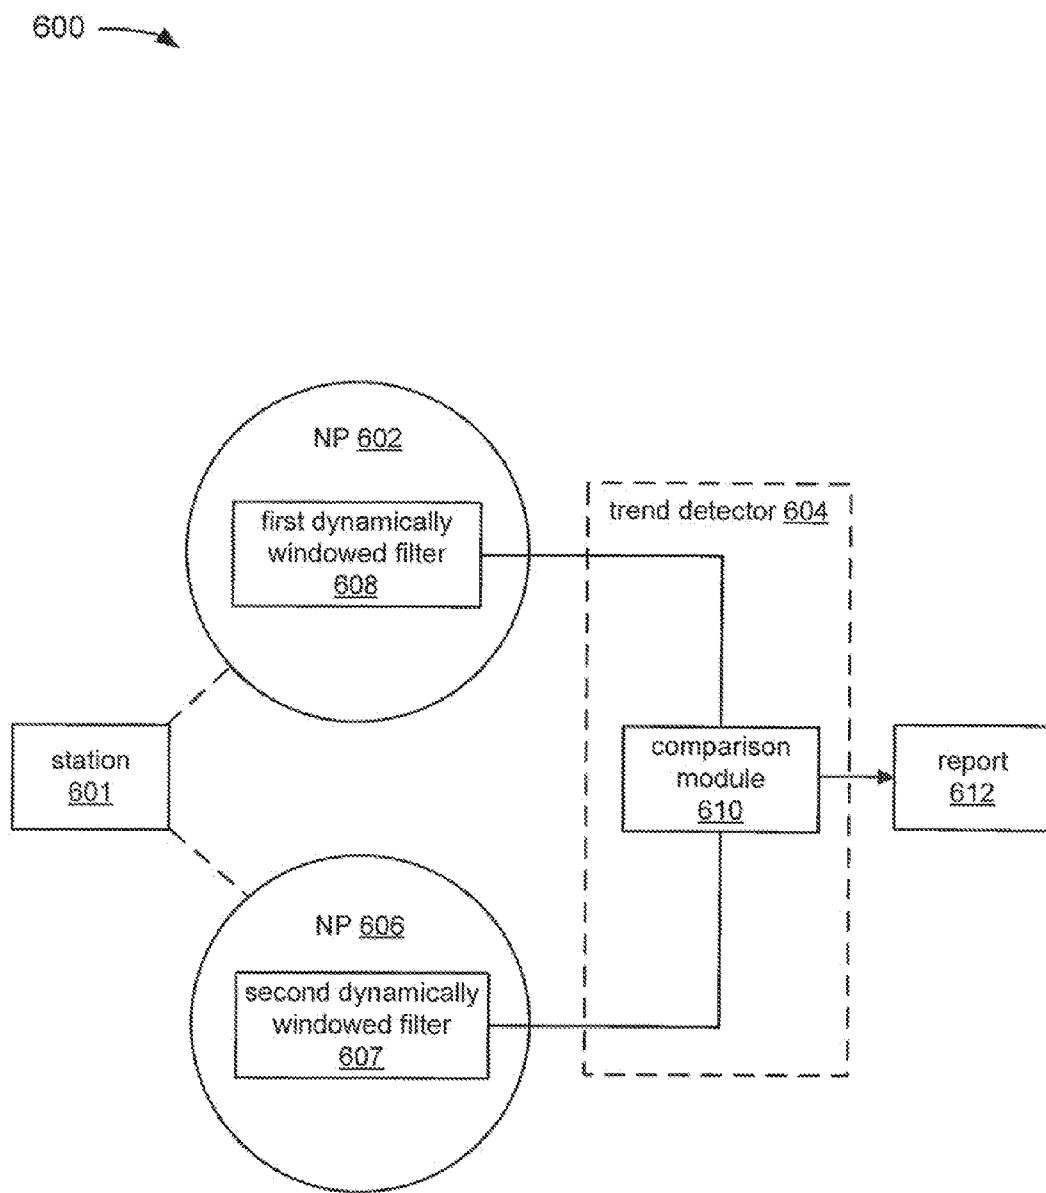 600
NP 602
first dynamically
windowed filter
608
trend detector 604
station
601
comparison
module
610
report
612
NP 606
second dynamically
windowed filter
607